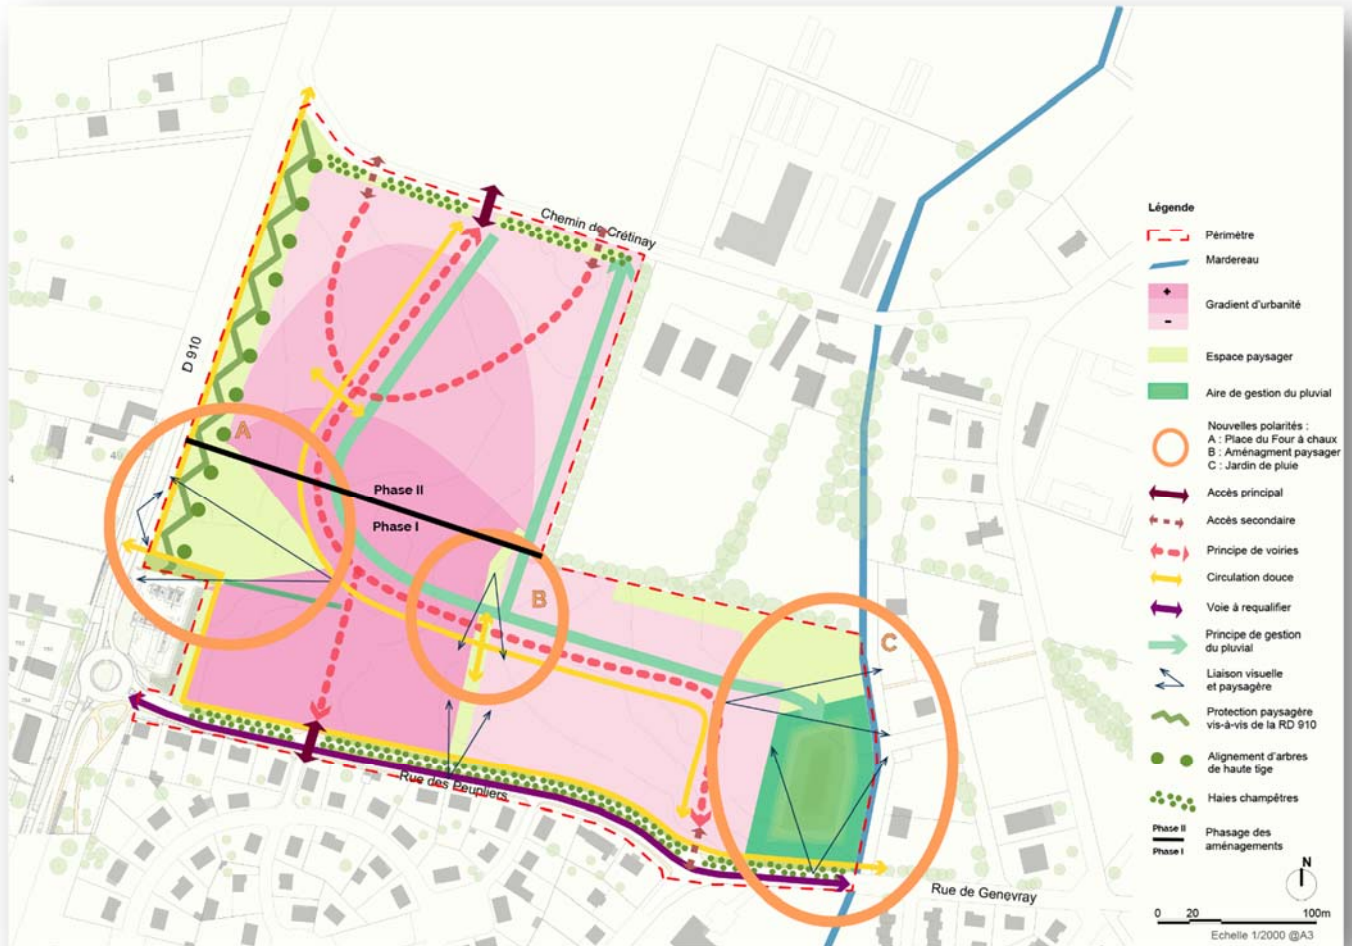 Chemin de Crétinay
D 910
A
Phase II
Phase I
B
C
Rue des Peupliers
Rue de Genevray
Légende
Périmètre
Mardereau
+
-
Gradient d'urbanité
Espace paysager
Aire de gestion du pluvial
Nouvelles polarités :
A : Place du Four à chaux
B : Aménagment paysager
C : Jardin de pluie
Accès principal
Accès secondaire
Principe de voiries
Circulation douce
Voie à requalifier
Principe de gestion
du pluvial
Liaison visuelle
et paysagère
Protection paysagère
vis-à-vis de la RD 910
Alignement d'arbres
de haute tige
Haies champêtres
Phase II
Phase I
Phasage des
aménagements
N
0 20 100m
Echelle 1/2000 @A3